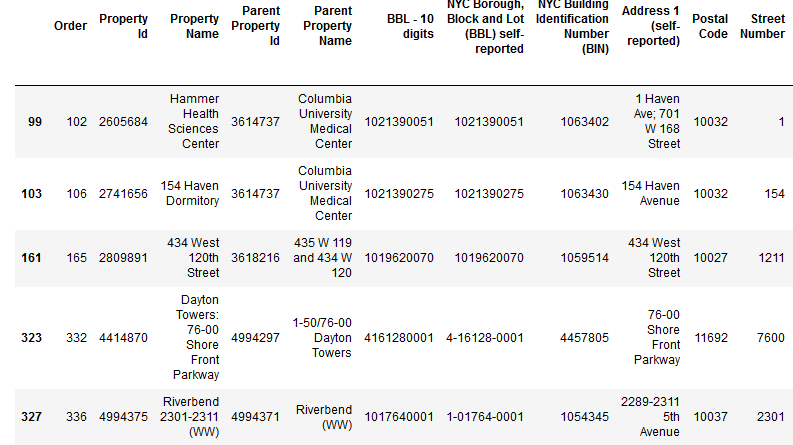 Order Property Id Property Name Parent Property Id Parent Property Name BBL - 10 digits NYC Borough, Block and Lot (BBL) self-reported NYC Building Identification Number (BIN) Address 1 (self-reported) Postal Code Street Number
99 102 2605684 Hammer Health Sciences Center 3614737 Columbia University Medical Center 1021390051 1021390051 1063402 1 Haven Ave; 701 W 168 Street 10032 1
103 106 2741656 154 Haven Dormitory 3614737 Columbia University Medical Center 1021390275 1021390275 1063430 154 Haven Avenue 10032 154
161 165 2809891 434 West 120th Street 3618216 435 W 119 and 434 W 120 1019620070 1019620070 1059514 434 West 120th Street 10027 1211
323 332 4414870 Dayton Towers: 76-00 Shore Front Parkway 4994297 1-50/76-00 Dayton Towers 4161280001 4-16128-0001 4457805 76-00 Shore Front Parkway 11692 7600
327 336 4994375 Riverbend 2301-2311 (WW) 4994371 Riverbend (WW) 1017640001 1-01764-0001 1054345 2289-2311 5th Avenue 10037 2301